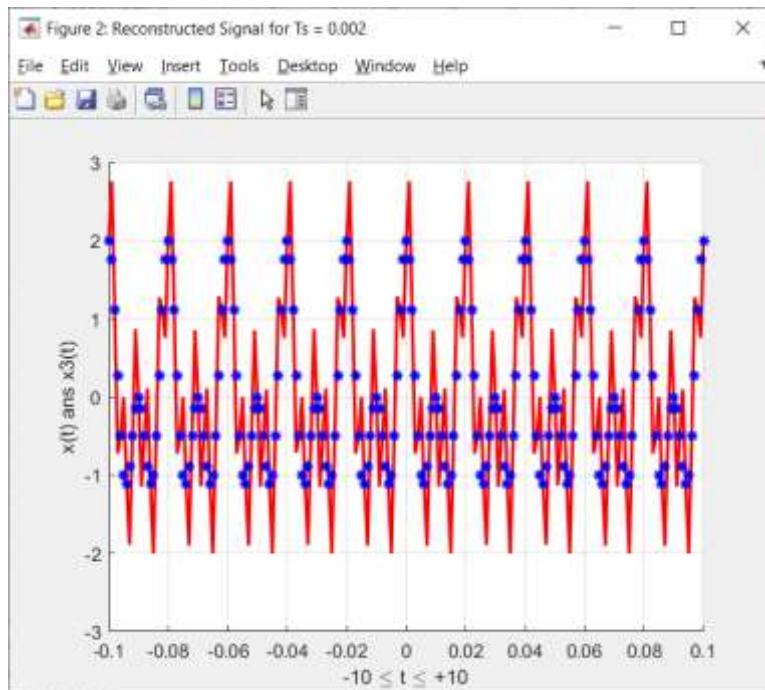 Figure 2: Reconstructed Signal for Ts = 0.002
File Edit View Insert Tools Desktop Window Help
3
2
1
0
-1
-2
-3
x(t) ans x3(t)
-0.1 -0.08 -0.06 -0.04 -0.02 0 0.02 0.04 0.06 0.08 0.1
-10 ≤ t ≤ +10